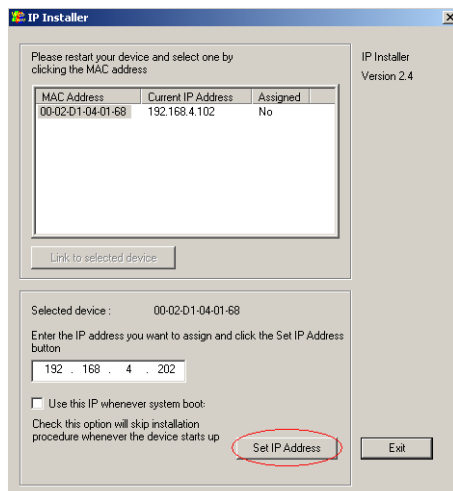 IP Installer
Please restart your device and select one by
clicking the MAC address
IP Installer
Version 2.4
MAC Address Current IP Address Assigned
00-02-D1-04-01-68 192.168.4.102 No
Link to selected device
Selected device : 00-02-D1-04-01-68
Enter the IP address you want to assign and click the Set IP Address
button
192 . 168 . 4 . 202
Use this IP whenever system boot:
Check this option will skip installation
procedure whenever the device starts up
Set IP Address
Exit